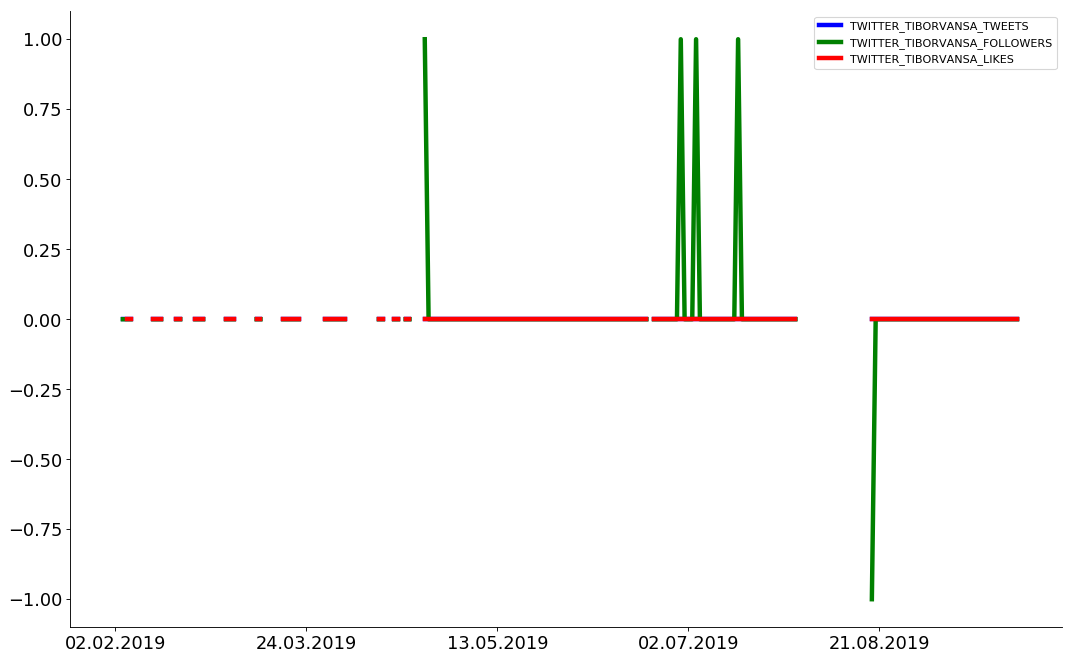 TWITTER_TIBORVANSA_TWEETS
TWITTER_TIBORVANSA_FOLLOWERS
TWITTER_TIBORVANSA_LIKES
1.00
0.75
0.50
0.25
0.00
−0.25
−0.50
−0.75
−1.00
02.02.2019 24.03.2019 13.05.2019 02.07.2019 21.08.2019